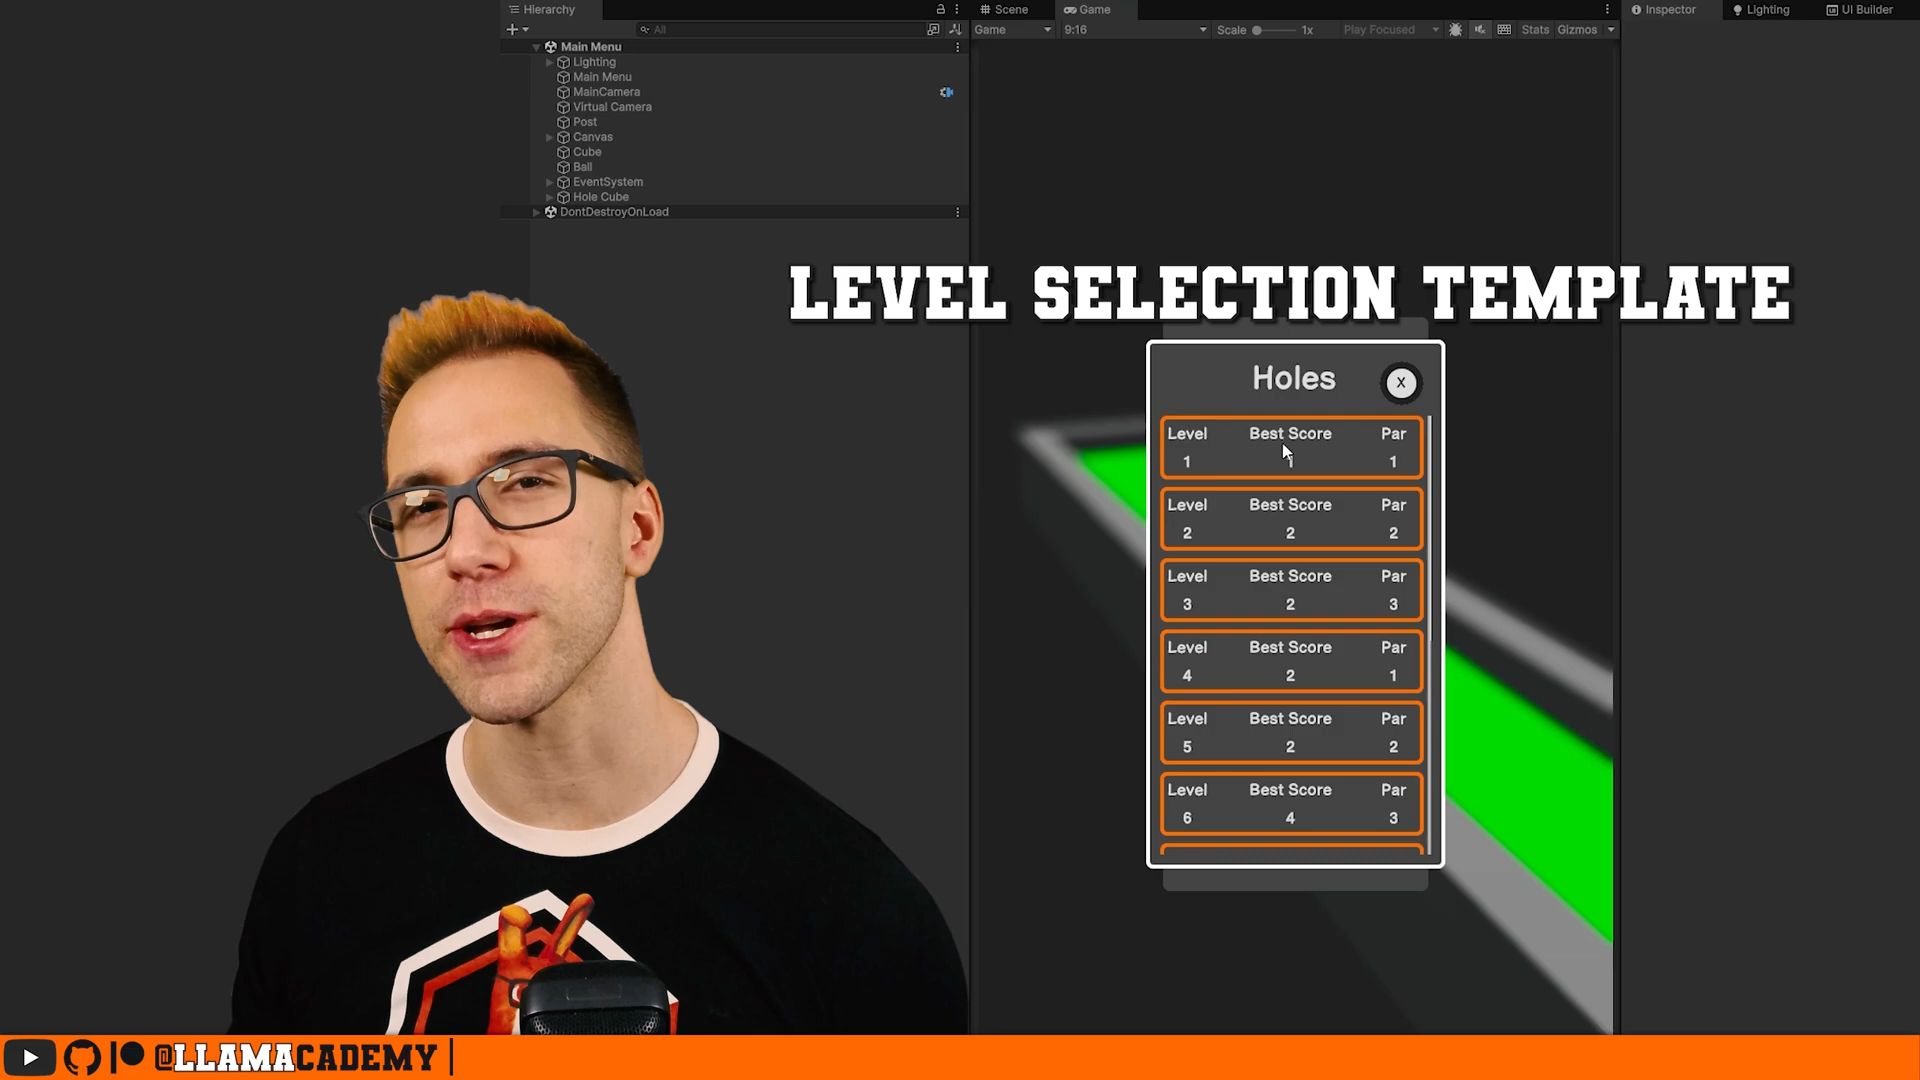 Hierarchy
Scene
Game
Inspector
Lighting
UI Builder
All
Game
9:16
Scale
1x
Play Focused
Stats
Gizmos
Main Menu
Lighting
Main Menu
MainCamera
Virtual Camera
Post
Canvas
Cube
Ball
EventSystem
Hole Cube
DontDestroyOnLoad
LEVEL SELECTION TEMPLATE
Holes
X
Level Best Score Par
1 1 1
Level Best Score Par
2 2 2
Level Best Score Par
3 2 3
Level Best Score Par
4 2 1
Level Best Score Par
5 2 2
Level Best Score Par
6 4 3
@LLAMACADEMY